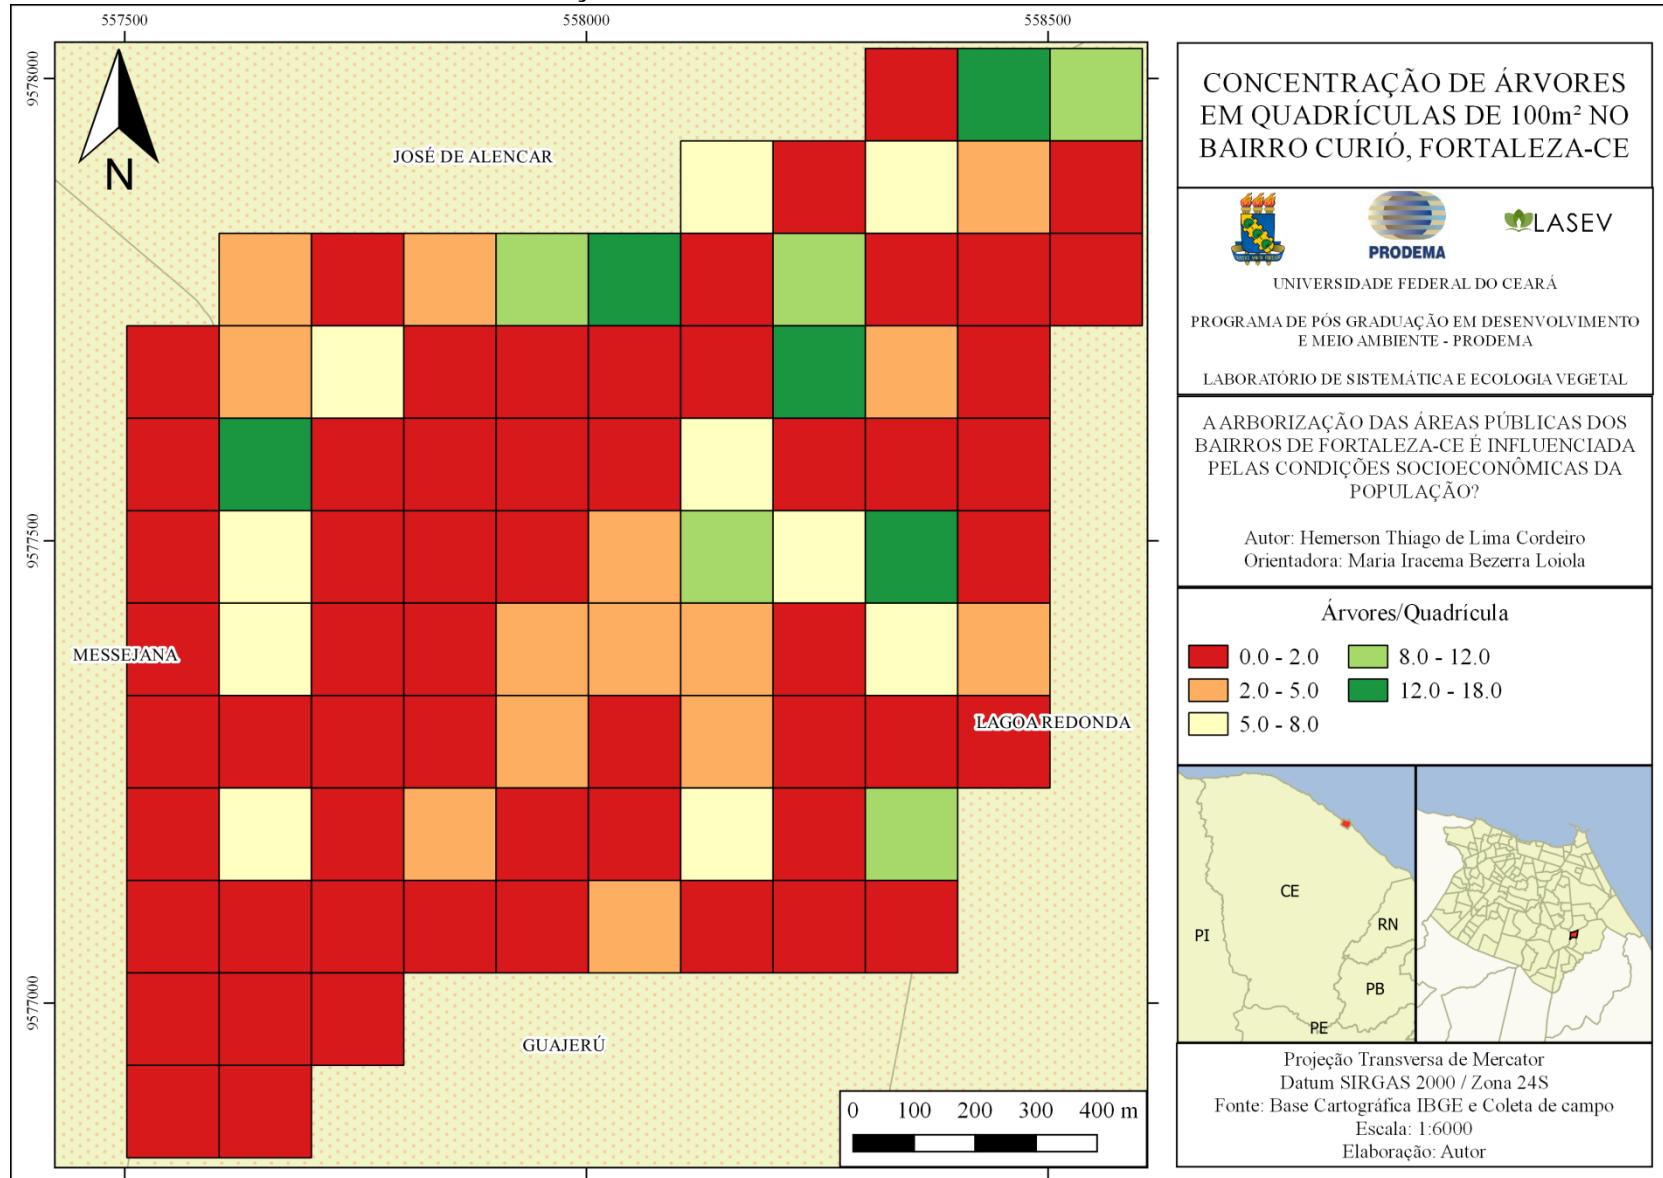 557500
558000
558500
9578000
9577500
9577000
N
JOSÉ DE ALENCAR
MESSEJANA
LAGOA REDONDA
GUAJERÚ
0 100 200 300 400 m
CONCENTRAÇÃO DE ÁRVORES
EM QUADRÍCULAS DE 100m² NO
BAIRRO CURIÓ, FORTALEZA-CE
PRODEMA
LASEV
UNIVERSIDADE FEDERAL DO CEARÁ
PROGRAMA DE PÓS GRADUAÇÃO EM DESENVOLVIMENTO
E MEIO AMBIENTE - PRODEMA
LABORATÓRIO DE SISTEMÁTICA E ECOLOGIA VEGETAL
A ARBORIZAÇÃO DAS ÁREAS PÚBLICAS DOS
BAIRROS DE FORTALEZA-CE É INFLUENCIADA
PELAS CONDIÇÕES SOCIOECONÔMICAS DA
POPULAÇÃO?
Autor: Hemerson Thiago de Lima Cordeiro
Orientadora: Maria Iracema Bezerra Loiola
Árvores/Quadrícula
0.0 - 2.0
2.0 - 5.0
5.0 - 8.0
8.0 - 12.0
12.0 - 18.0
CE
PI
RN
PB
PE
Projeção Transversa de Mercator
Datum SIRGAS 2000 / Zona 24S
Fonte: Base Cartográfica IBGE e Coleta de campo
Escala: 1:6000
Elaboração: Autor